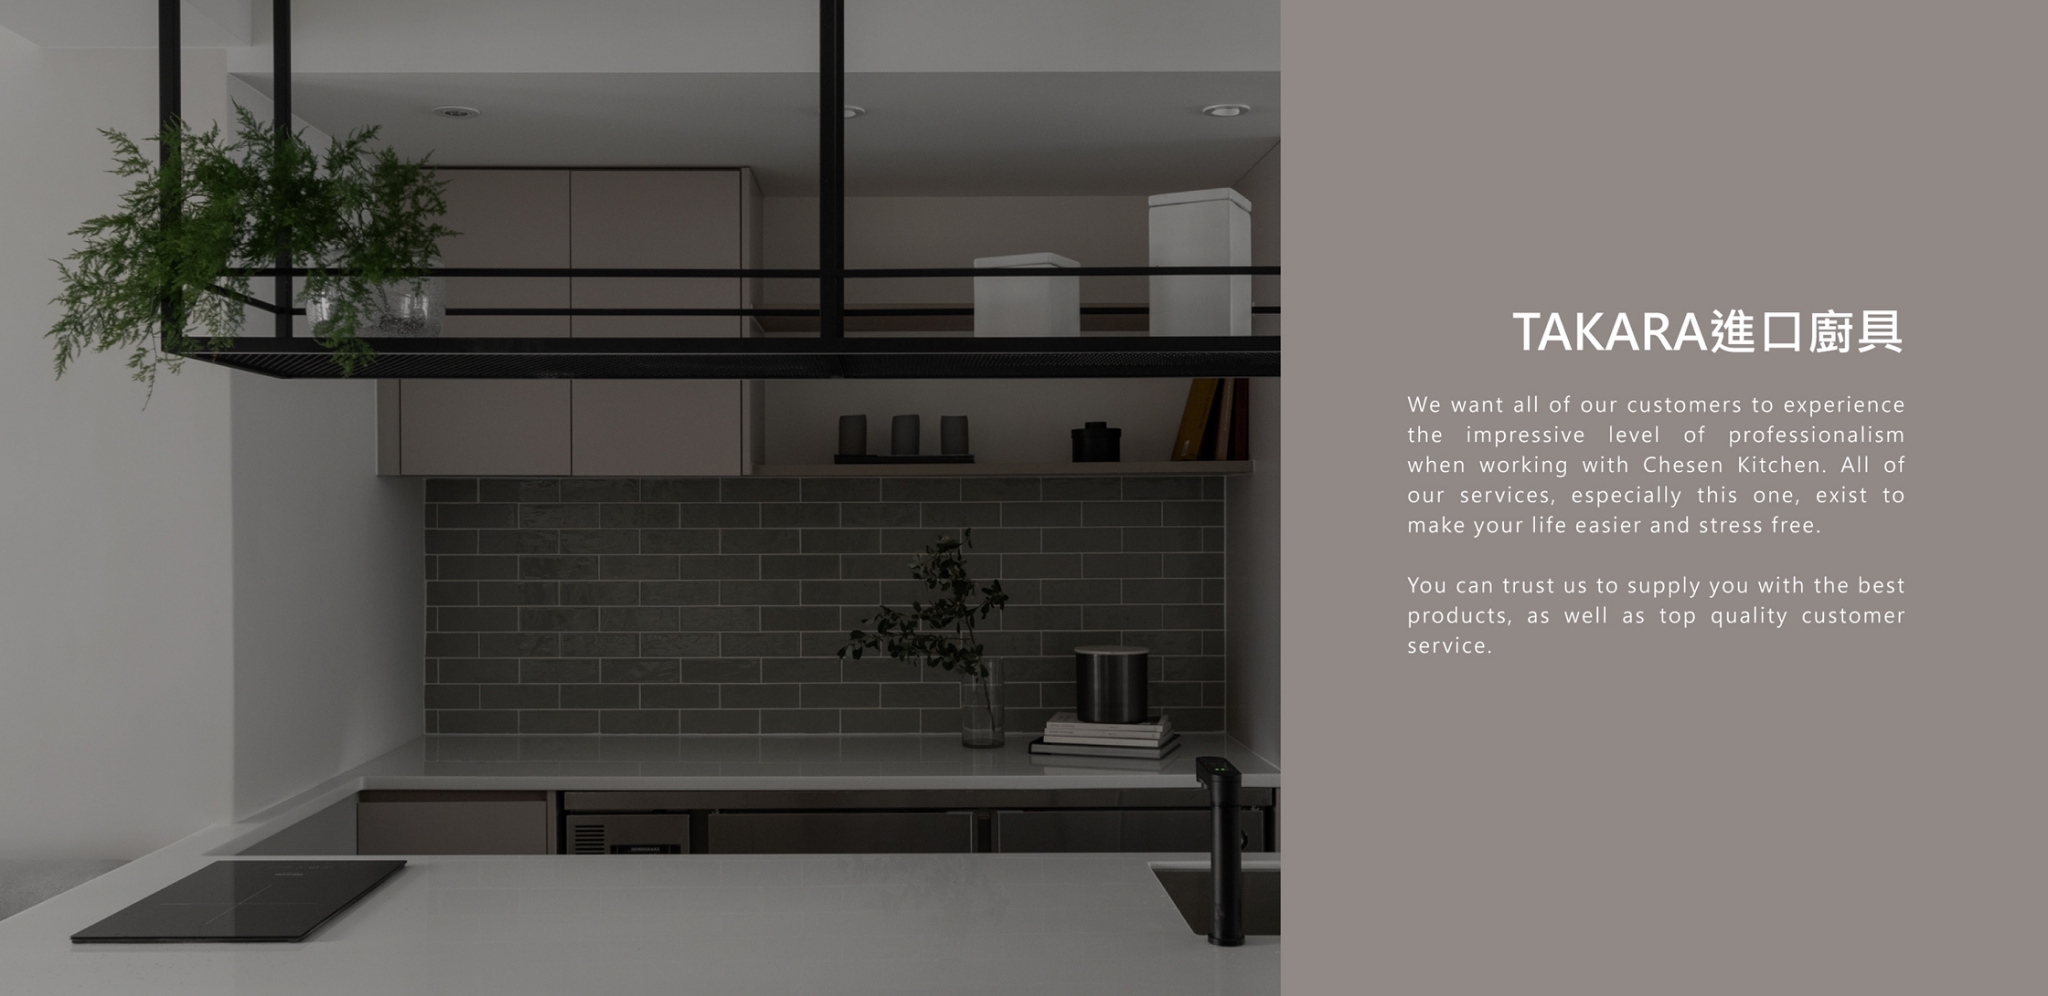 TAKARA進口廚具
We want all of our customers to experience
the impressive level of professionalism
when working with Chesen Kitchen. All of
our services, especially this one, exist to
make your life easier and stress free.
You can trust us to supply you with the best
products, as well as top quality customer
service.